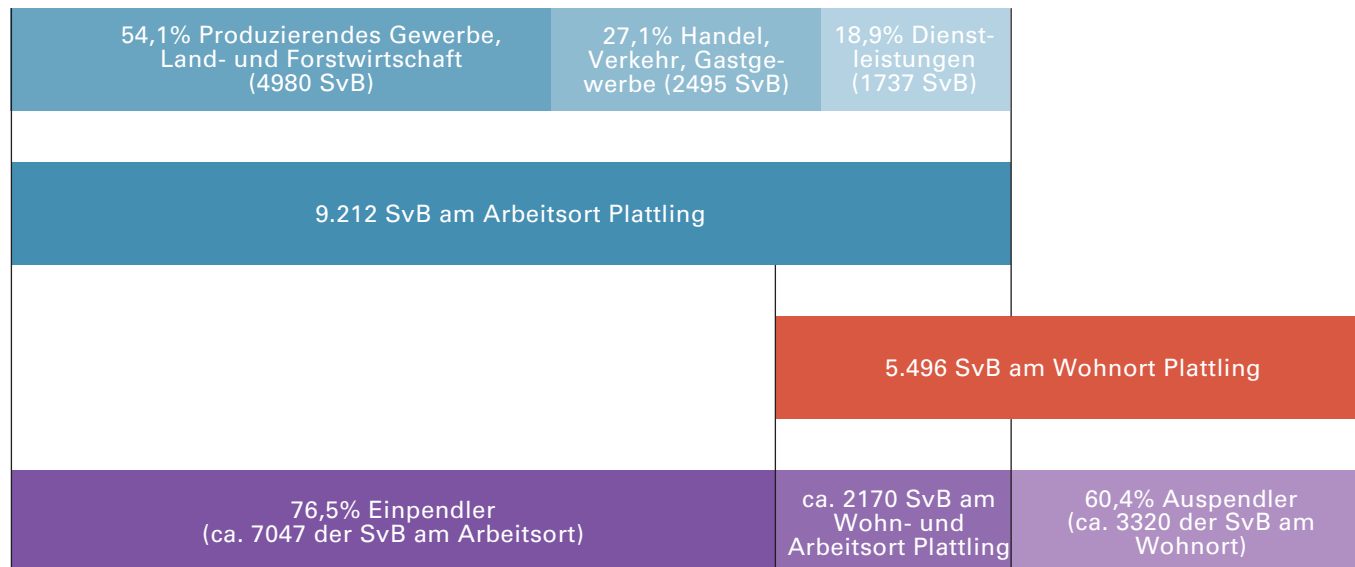 54,1% Produzierendes Gewerbe,
Land- und Forstwirtschaft
(4980 SvB)
27,1% Handel,
Verkehr, Gastge-
werbe (2495 SvB)
18,9% Dienst-
leistungen
(1737 SvB)
9.212 SvB am Arbeitsort Plattling
5.496 SvB am Wohnort Plattling
76,5% Einpendler
(ca. 7047 der SvB am Arbeitsort)
ca. 2170 SvB am
Wohn- und
Arbeitsort Plattling
60,4% Auspendler
(ca. 3320 der SvB am
Wohnort)